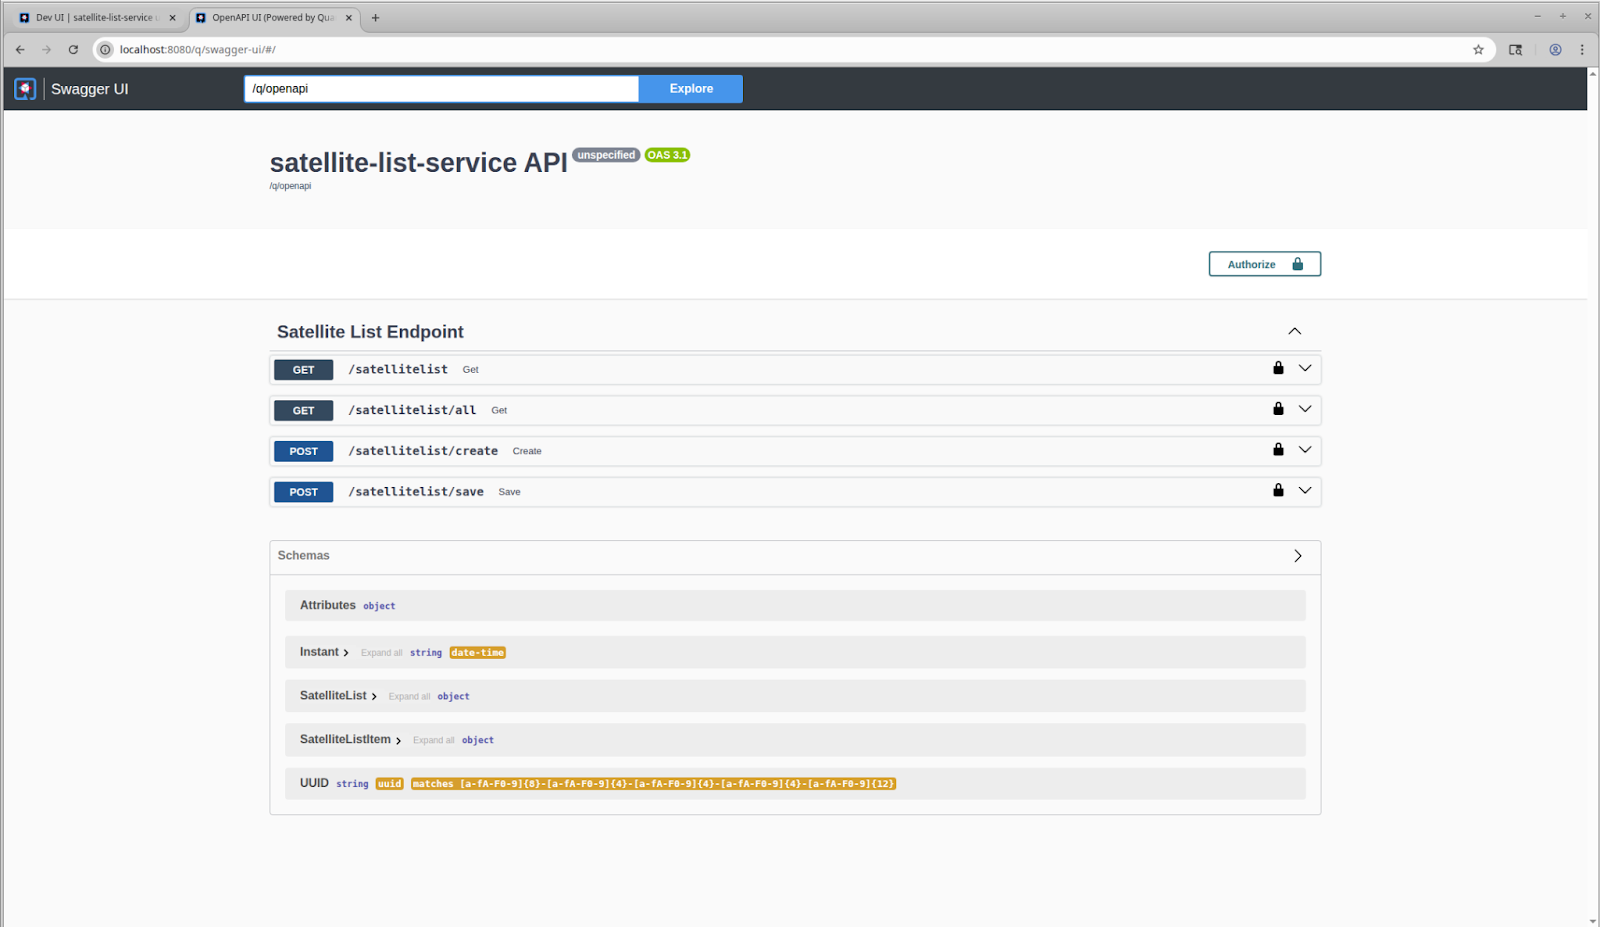 Dev UI | satellite-list-service u
OpenAPI UI (Powered by Qua
localhost:8080/q/swagger-ui/#/
Swagger UI
/q/openapi
Explore
satellite-list-service API unspecified OAS 3.1
/q/openapi
Authorize
Satellite List Endpoint
GET /satellitelist Get
GET /satellitelist/all Get
POST /satellitelist/create Create
POST /satellitelist/save Save
Schemas
Attributes object
Instant Expand all string date-time
SatelliteList Expand all object
SatelliteListItem Expand all object
UUID string uuid matches [a-fA-F0-9]{8}-[a-fA-F0-9]{4}-[a-fA-F0-9]{4}-[a-fA-F0-9]{4}-[a-fA-F0-9]{12}